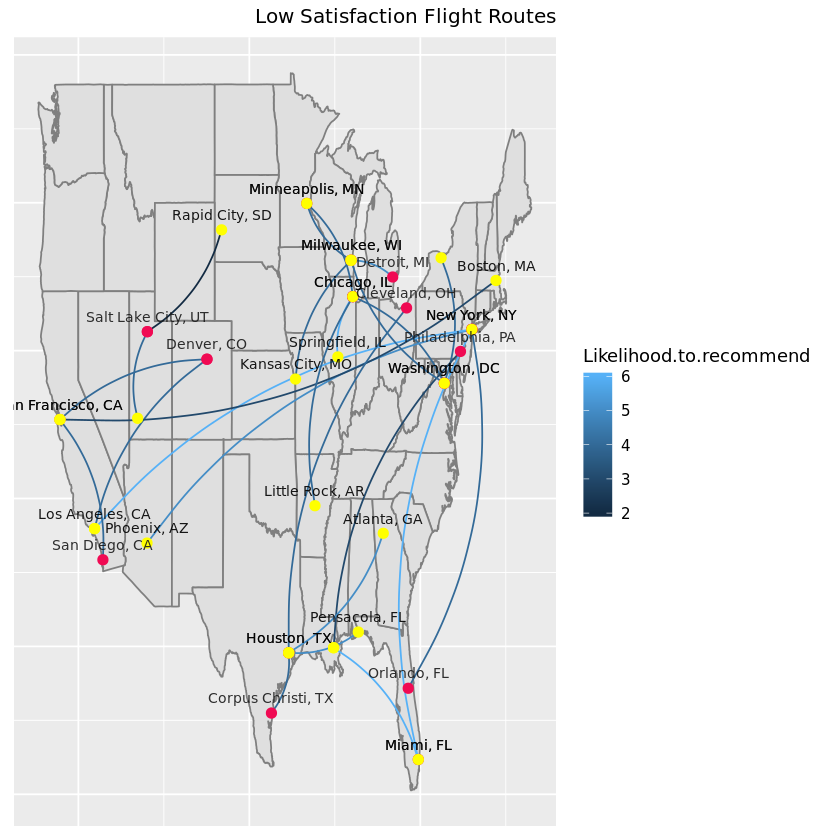 Low Satisfaction Flight Routes
Minneapolis, MN
Rapid City, SD
Milwaukee, WI
Detroit, MI
Boston, MA
Chicago, IL
Cleveland, OH
Salt Lake City, UT
New York, NY
Denver, CO
Springfield, IL
Philadelphia, PA
Kansas City, MO
Washington, DC
n Francisco, CA
Little Rock, AR
Los Angeles, CA
Phoenix, AZ
Atlanta, GA
San Diego, CA
Pensacola, FL
Houston, TX
Orlando, FL
Corpus Christi, TX
Miami, FL
Likelihood.to.recommend
6
5
4
3
2